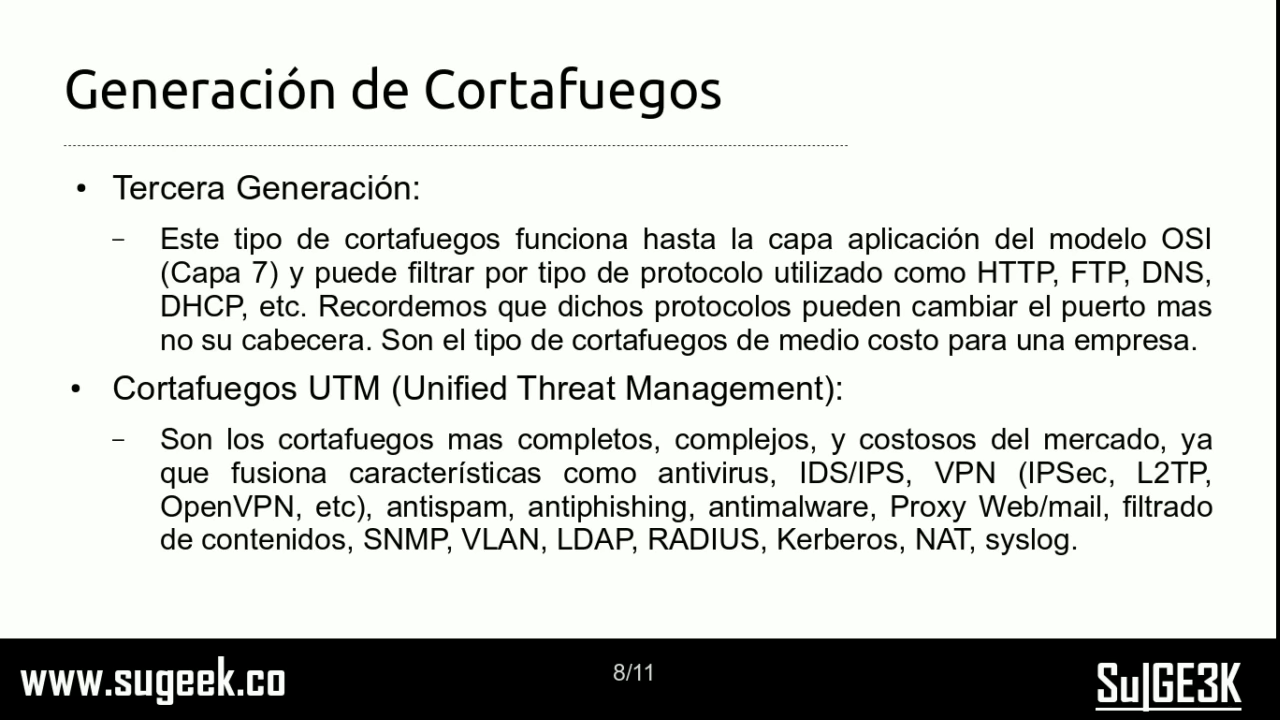 Generación de Cortafuegos
• Tercera Generación:
– Este tipo de cortafuegos funciona hasta la capa aplicación del modelo OSI
(Capa 7) y puede filtrar por tipo de protocolo utilizado como HTTP, FTP, DNS,
DHCP, etc. Recordemos que dichos protocolos pueden cambiar el puerto mas
no su cabecera. Son el tipo de cortafuegos de medio costo para una empresa.
• Cortafuegos UTM (Unified Threat Management):
– Son los cortafuegos mas completos, complejos, y costosos del mercado, ya
que fusiona características como antivirus, IDS/IPS, VPN (IPSec, L2TP,
OpenVPN, etc), antispam, antiphishing, antimalware, Proxy Web/mail, filtrado
de contenidos, SNMP, VLAN, LDAP, RADIUS, Kerberos, NAT, syslog.
www.sugeek.co
8/11
Su|GE3K